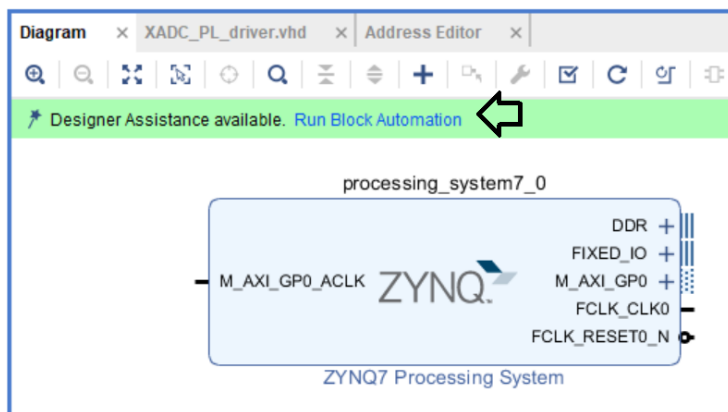 Diagram × XADC_PL_driver.vhd × Address Editor ×
Designer Assistance available. Run Block Automation
processing_system7_0
DDR
FIXED_IO
M_AXI_GP0_ACLK ZYNQ M_AXI_GP0
FCLK_CLK0
FCLK_RESET0_N
ZYNQ7 Processing System